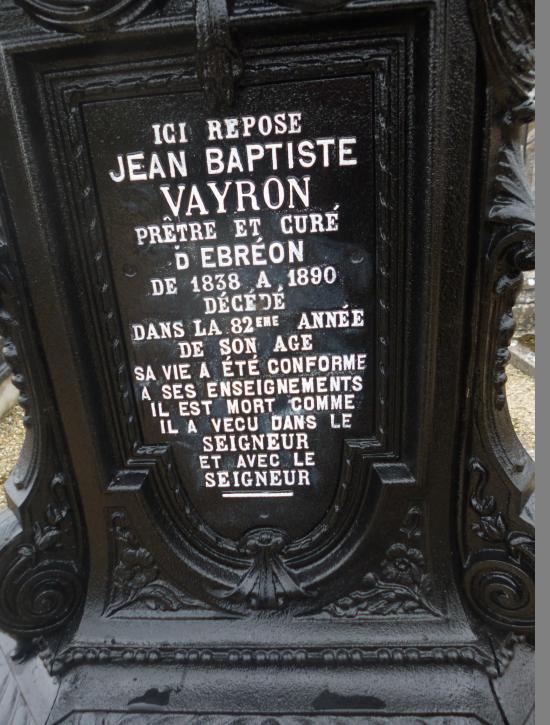 ICI REPOSE
JEAN BAPTISTE
VAYRON
PRÊTRE ET CURÉ
D EBRÉON
DE 1838 A 1890
DÉCÉDÉ
DANS LA 82EME ANNÉE
DE SON AGE
SA VIE A ÉTÉ CONFORME
A SES ENSEIGNEMENTS
IL EST MORT COMME
IL A VECU DANS LE
SEIGNEUR
ET AVEC LE
SEIGNEUR